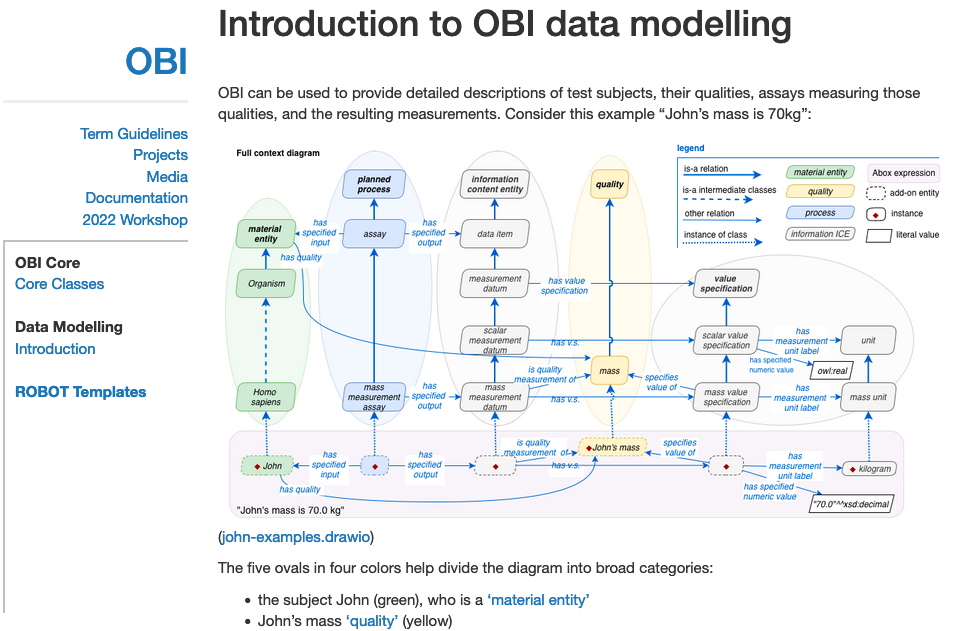 Introduction to OBI data modelling
OBI
Term Guidelines
Projects
Media
Documentation
2022 Workshop
OBI Core
Core Classes
Data Modelling
Introduction
ROBOT Templates
OBI can be used to provide detailed descriptions of test subjects, their qualities, assays measuring those
qualities, and the resulting measurements. Consider this example “John’s mass is 70kg”:
Full context diagram
legend
is-a relation
is-a intermediate classes
other relation
instance of class
material entity
quality
process
information ICE
Abox expression
add-on entity
instance
literal value
planned
process
information
content entity
quality
material
entity
has
specified
input
assay
has
specified
output
data item
has quality
Organism
measurement
datum
has value
specification
value
specification
scalar
measurement
datum
has v.s.
scalar value
specification
has
measurement
unit label
unit
has specified
numeric value
owl:real
is quality
measurement of
mass
specifies
value of
Homo
sapiens
mass
measurement
assay
has
specified
output
mass
measurement
datum
has v.s.
mass value
specification
has
measurement
unit label
mass unit
John
has
specified
input
has
specified
output
is quality
measurement of
has v.s.
John's mass
specifies
value of
has
measurement
unit label
kilogram
has quality
has specified
numeric value
"70.0"^^xsd:decimal
"John's mass is 70.0 kg"
(john-examples.drawio)
The five ovals in four colors help divide the diagram into broad categories:
• the subject John (green), who is a ‘material entity’
• John’s mass ‘quality’ (yellow)